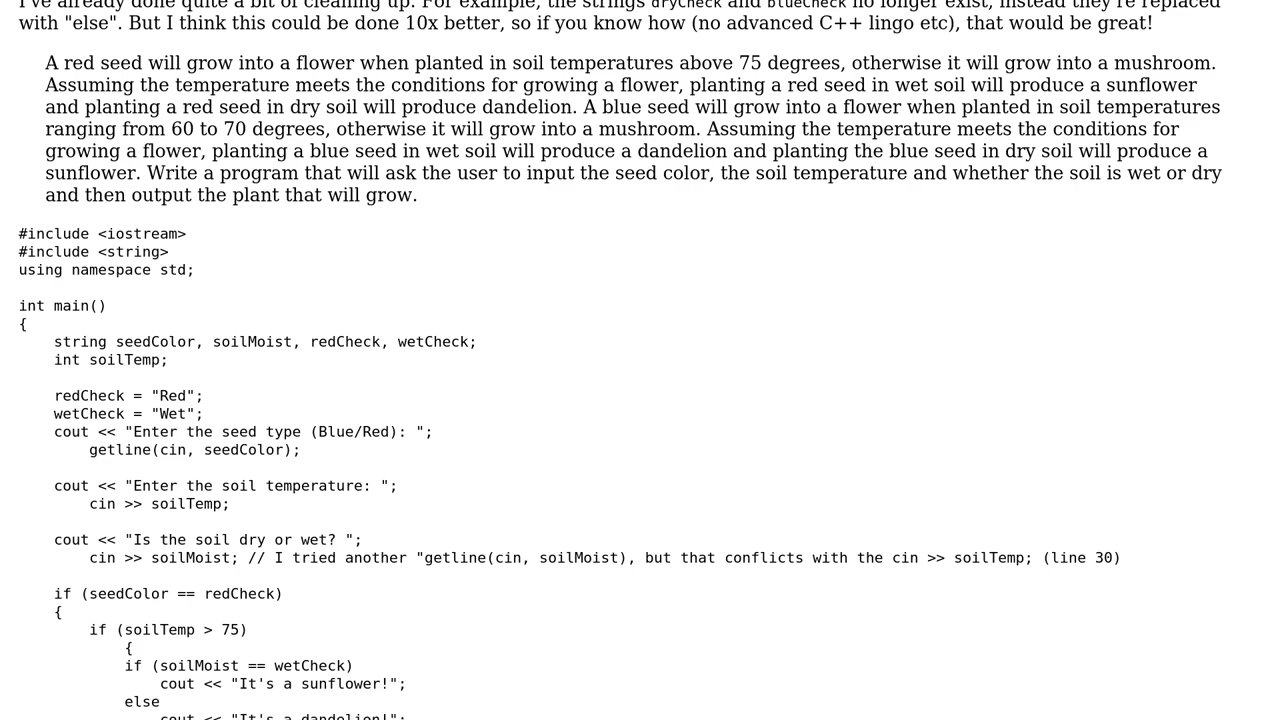 I've already done quite a bit of cleaning up. For example, the strings dryCheck and blueCheck no longer exist, instead they're replaced
with "else". But I think this could be done 10x better, so if you know how (no advanced C++ lingo etc), that would be great!
A red seed will grow into a flower when planted in soil temperatures above 75 degrees, otherwise it will grow into a mushroom.
Assuming the temperature meets the conditions for growing a flower, planting a red seed in wet soil will produce a sunflower
and planting a red seed in dry soil will produce dandelion. A blue seed will grow into a flower when planted in soil temperatures
ranging from 60 to 70 degrees, otherwise it will grow into a mushroom. Assuming the temperature meets the conditions for
growing a flower, planting a blue seed in wet soil will produce a dandelion and planting the blue seed in dry soil will produce a
sunflower. Write a program that will ask the user to input the seed color, the soil temperature and whether the soil is wet or dry
and then output the plant that will grow.
#include <iostream>
#include <string>
using namespace std;
int main()
{
    string seedColor, soilMoist, redCheck, wetCheck;
    int soilTemp;
    redCheck = "Red";
    wetCheck = "Wet";
    cout << "Enter the seed type (Blue/Red): ";
        getline(cin, seedColor);
    cout << "Enter the soil temperature: ";
        cin >> soilTemp;
    cout << "Is the soil dry or wet? ";
        cin >> soilMoist; // I tried another "getline(cin, soilMoist), but that conflicts with the cin >> soilTemp; (line 30)
    if (seedColor == redCheck)
    {
        if (soilTemp > 75)
            {
            if (soilMoist == wetCheck)
                cout << "It's a sunflower!";
            else
                cout << "It's a dandelion!";